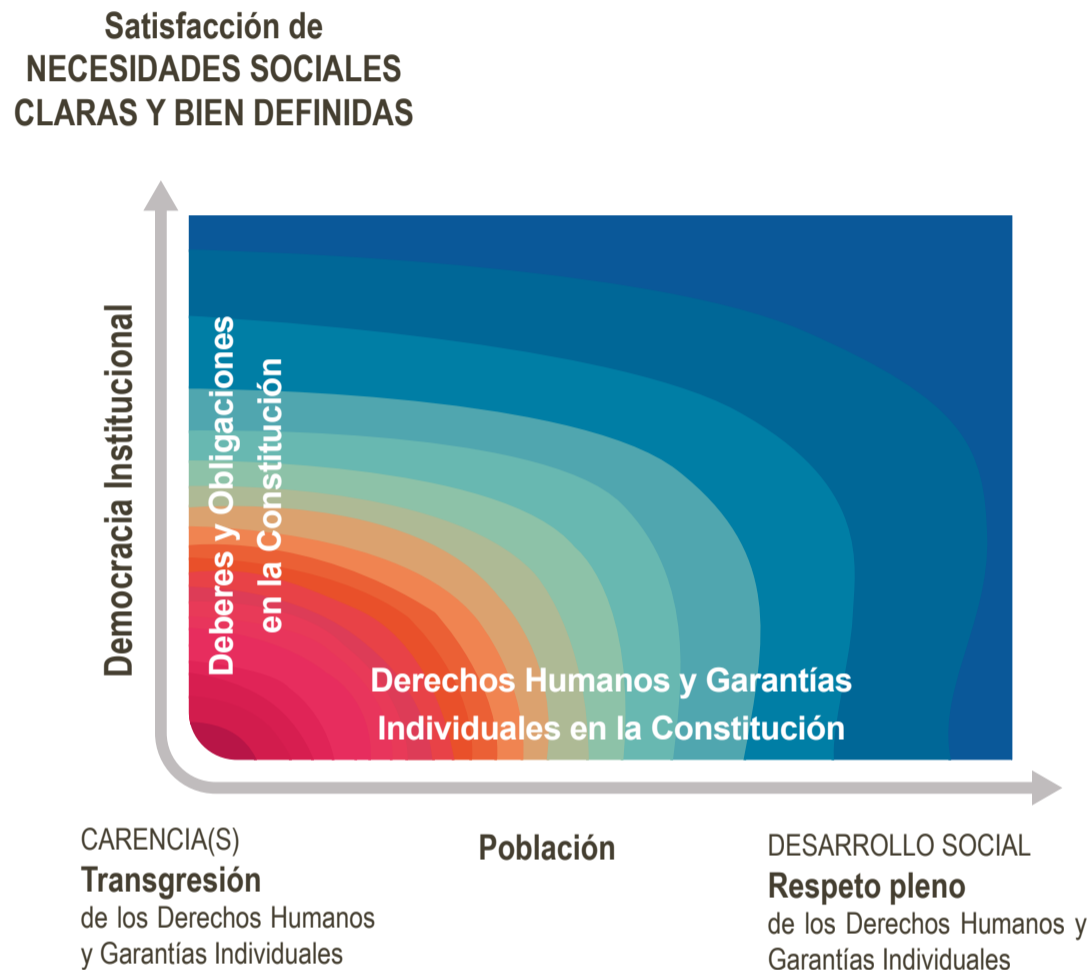 Satisfacción de
NECESIDADES SOCIALES
CLARAS Y BIEN DEFINIDAS
Democracia Institucional
Deberes y Obligaciones
en la Constitución
Derechos Humanos y Garantías
Individuales en la Constitución
CARENCIA(S)
Transgresión
de los Derechos Humanos
y Garantías Individuales
Población
DESARROLLO SOCIAL
Respeto pleno
de los Derechos Humanos y
Garantías Individuales